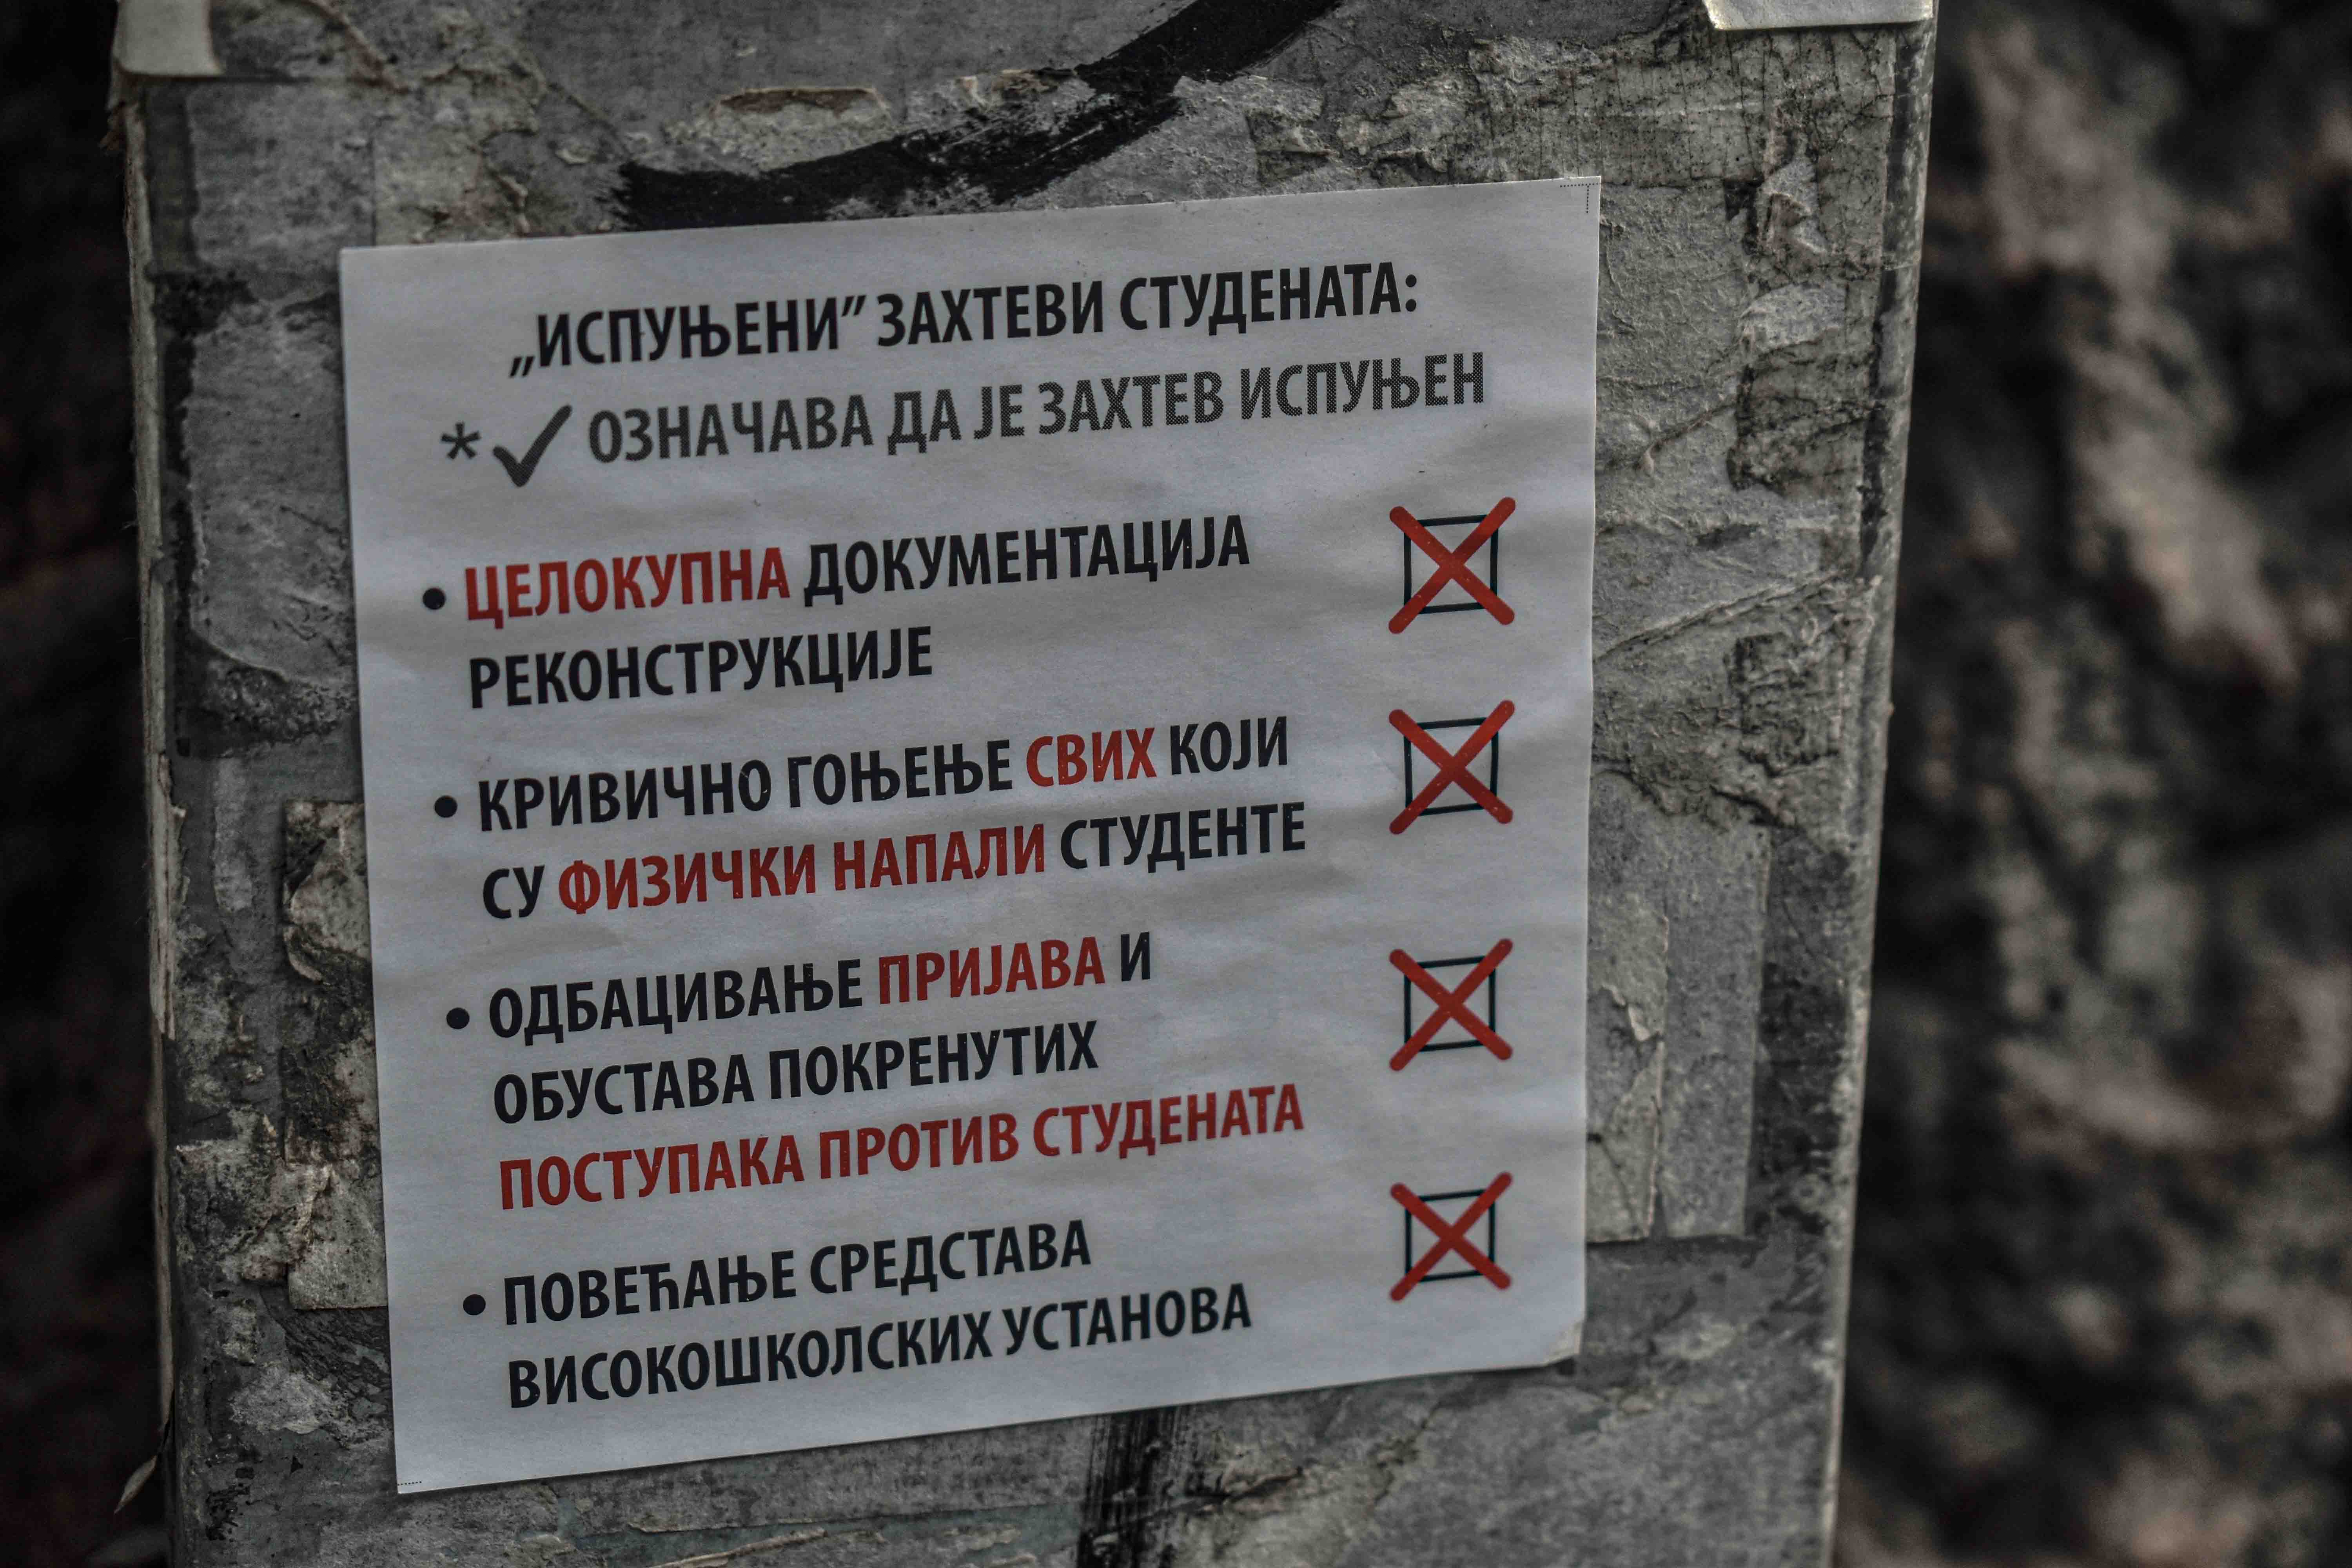 „ИСПУЊЕНИ” ЗАХТЕВИ СТУДЕНАТА:
*✓ ОЗНАЧАВА ДА ЈЕ ЗАХТЕВ ИСПУЊЕН
• ЦЕЛОКУПНА ДОКУМЕНТАЦИЈА
РЕКОНСТРУКЦИЈЕ
• КРИВИЧНО ГОЊЕЊЕ СВИХ КОЈИ
СУ ФИЗИЧКИ НАПАЛИ СТУДЕНТЕ
• ОДБАЦИВАЊЕ ПРИЈАВА И
ОБУСТАВА ПОКРЕНУТИХ
ПОСТУПАКА ПРОТИВ СТУДЕНАТА
• ПОВЕЋАЊЕ СРЕДСТАВА
ВИСОКОШКОЛСКИХ УСТАНОВА